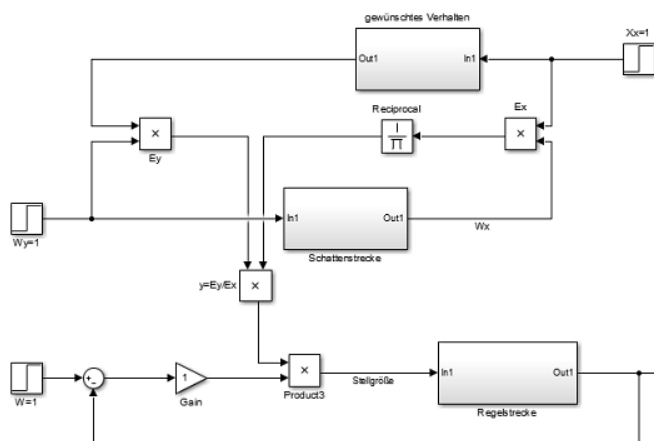 gewünschtes Verhalten
Xx=1
Out1
In1
Reciprocal
Ex
×
1
∏
×
Ey
In1
Out1
Wx
Wy=1
Schattenstrecke
y=Ey/Ex
×
W=1
+
−
1
Gain
×
Product3
Stellgröße
In1
Out1
Regelstrecke